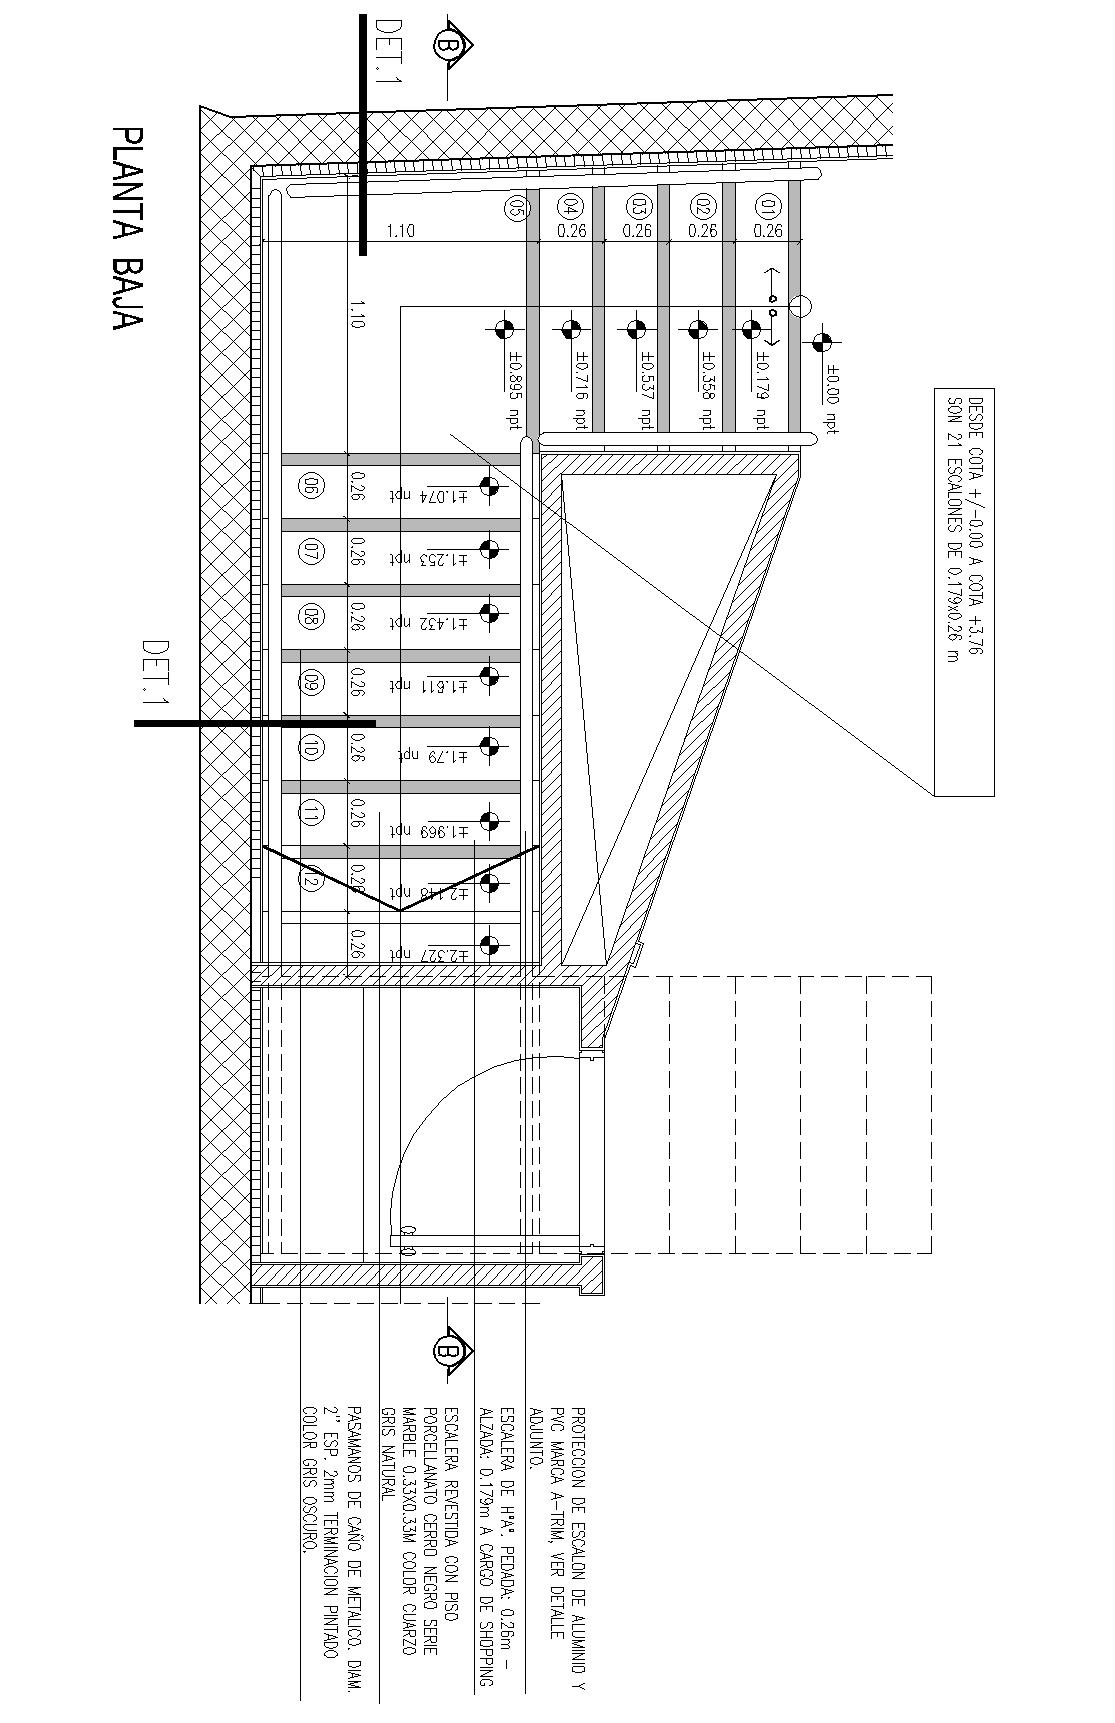 DET.1
B
PLANTA BAJA
01
02
03
04
05
0.26
0.26
0.26
0.26
1.10
1.10
±0.00 npt
±0.179 npt
±0.358 npt
±0.537 npt
±0.716 npt
±0.895 npt
DESDE COTA +/-0.00 A COTA +3.76
SON 21 ESCALONES DE 0.179x0.26 m
06
0.26
±1.074 npt
07
0.26
±1.253 npt
08
0.26
±1.432 npt
09
0.26
±1.611 npt
10
0.26
±1.79 npt
11
0.26
±1.969 npt
12
0.26
±2.148 npt
0.26
±2.327 npt
DET.1
B
PROTECCION DE ESCALON DE ALUMINIO Y
PVC MARCA A-TRIM, VER DETALLE
ADJUNTO.
ESCALERA DE HªAª. PEDADA: 0.26m -
ALZADA: 0.179m A CARGO DE SHOPPING
ESCALERA REVESTIDA CON PISO
PORCELLANATO CERRO NEGRO SERIE
MARBLE 0.33X0.33M COLOR CUARZO
GRIS NATURAL
PASAMANOS DE CAÑO DE METALICO. DIAM.
2" ESP. 2mm TERMINACION PINTADO
COLOR GRIS OSCURO.